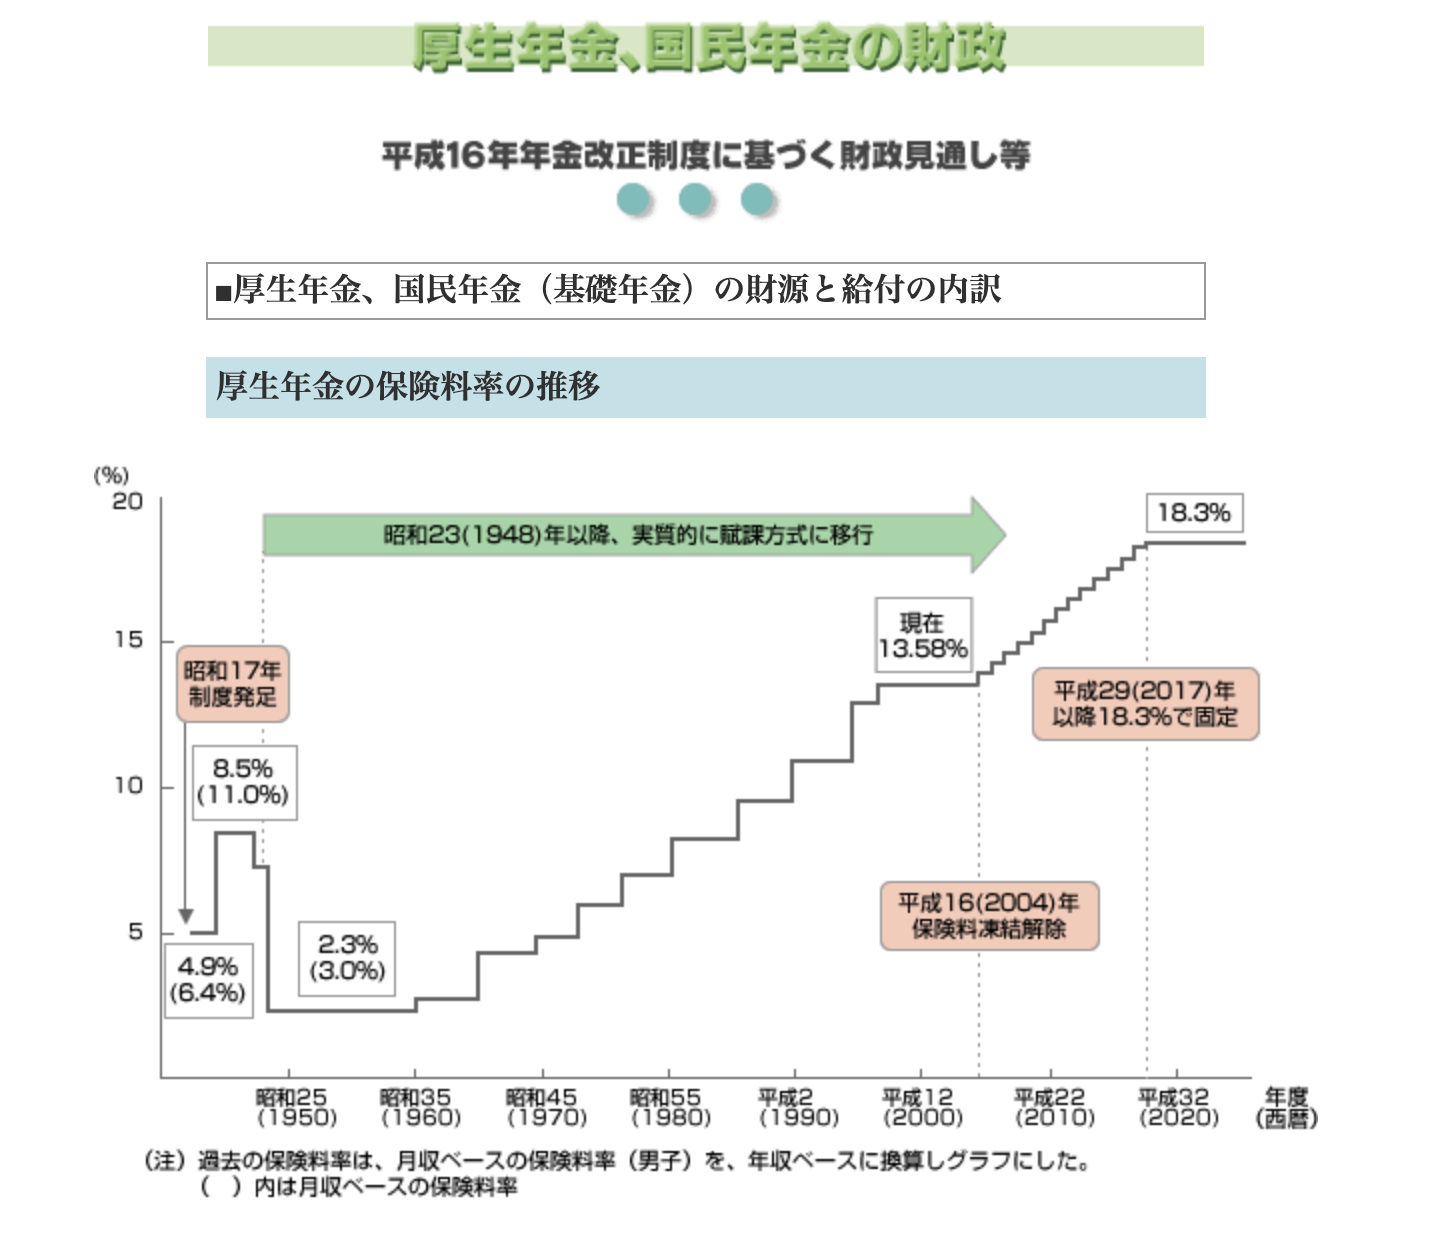 厚生年金、国民年金の財政
平成16年年金改正制度に基づく財政見通し等
■厚生年金、国民年金（基礎年金）の財源と給付の内訳
厚生年金の保険料率の推移
(%)
20
15
10
5
昭和23(1948)年以降、実質的に賦課方式に移行
18.3%
現在
13.58%
昭和17年
制度発足
平成29(2017)年
以降18.3%で固定
8.5%
(11.0%)
平成16(2004)年
保険料凍結解除
2.3%
(3.0%)
4.9%
(6.4%)
昭和25 昭和35 昭和45 昭和55 平成2 平成12 平成22 平成32 年度
(1950) (1960) (1970) (1980) (1990) (2000) (2010) (2020) (西暦)
（注）過去の保険料率は、月収ベースの保険料率（男子）を、年収ベースに換算しグラフにした。
（　）内は月収ベースの保険料率